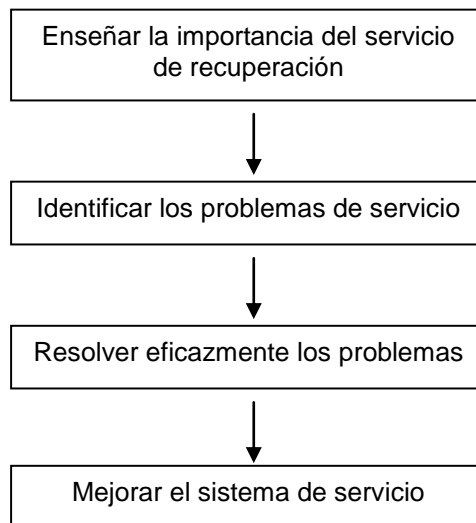 Enseñar la importancia del servicio
de recuperación
Identificar los problemas de servicio
Resolver eficazmente los problemas
Mejorar el sistema de servicio